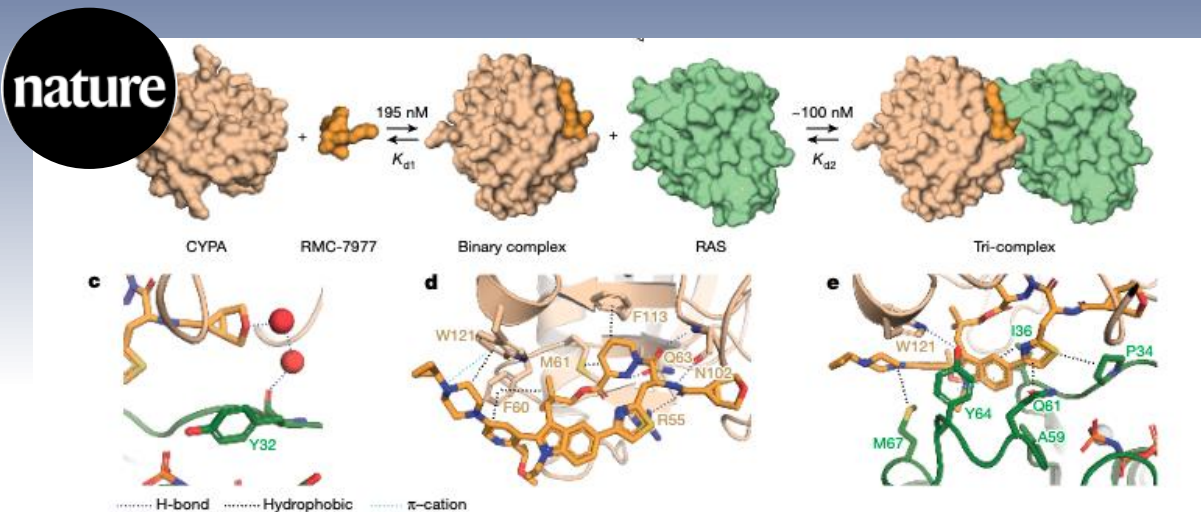 nature
195 nM
~100 nM
+
+
Kd1
Kd2
CYPA
RMC-7977
Binary complex
RAS
Tri-complex
c
d
e
F113
W121
M61
Q63
N102
F60
R55
Y32
I36
W121
P34
Q61
Y64
A59
M67
H-bond
Hydrophobic
π–cation